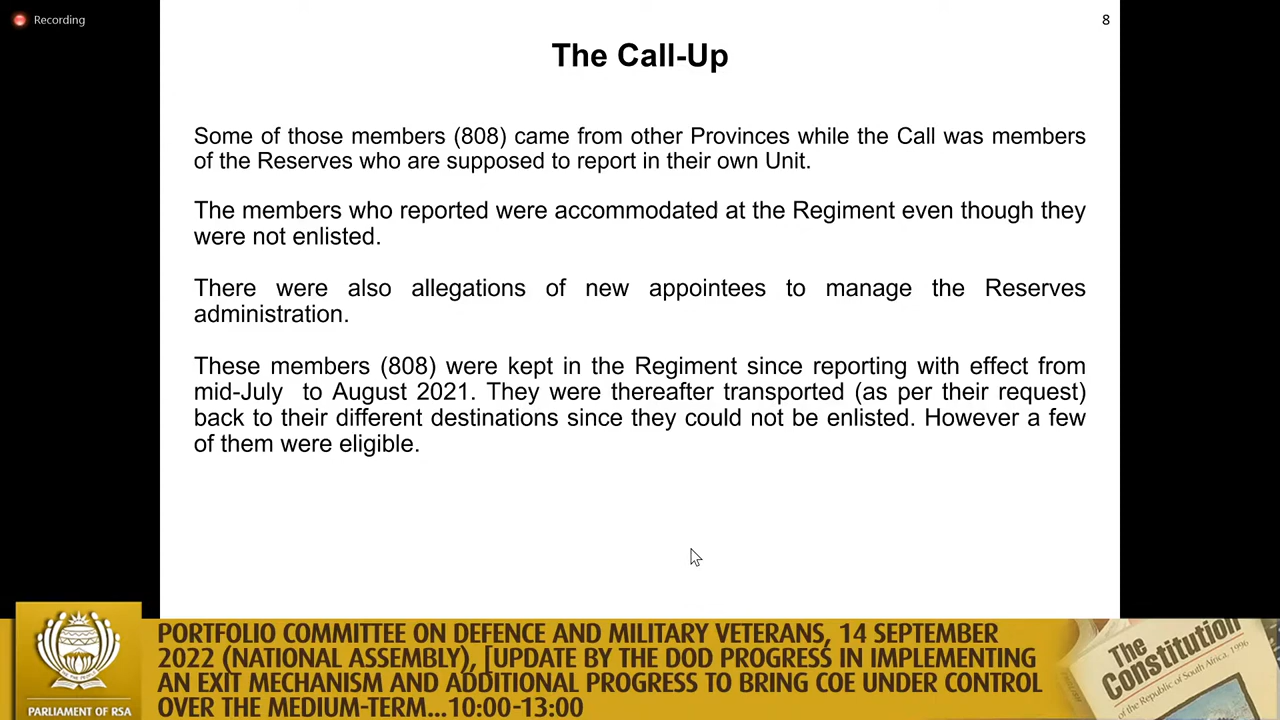 Recording
8
The Call-Up
Some of those members (808) came from other Provinces while the Call was members
of the Reserves who are supposed to report in their own Unit.
The members who reported were accommodated at the Regiment even though they
were not enlisted.
There were also allegations of new appointees to manage the Reserves
administration.
These members (808) were kept in the Regiment since reporting with effect from
mid-July to August 2021. They were thereafter transported (as per their request)
back to their different destinations since they could not be enlisted. However a few
of them were eligible.
PORTFOLIO COMMITTEE ON DEFENCE AND MILITARY VETERANS, 14 SEPTEMBER
2022 (NATIONAL ASSEMBLY), [UPDATE BY THE DOD PROGRESS IN IMPLEMENTING
AN EXIT MECHANISM AND ADDITIONAL PROGRESS TO BRING COE UNDER CONTROL
OVER THE MEDIUM-TERM...10:00-13:00
PARLIAMENT OF RSA
The
Constitution
of the Republic of South Africa, 1996